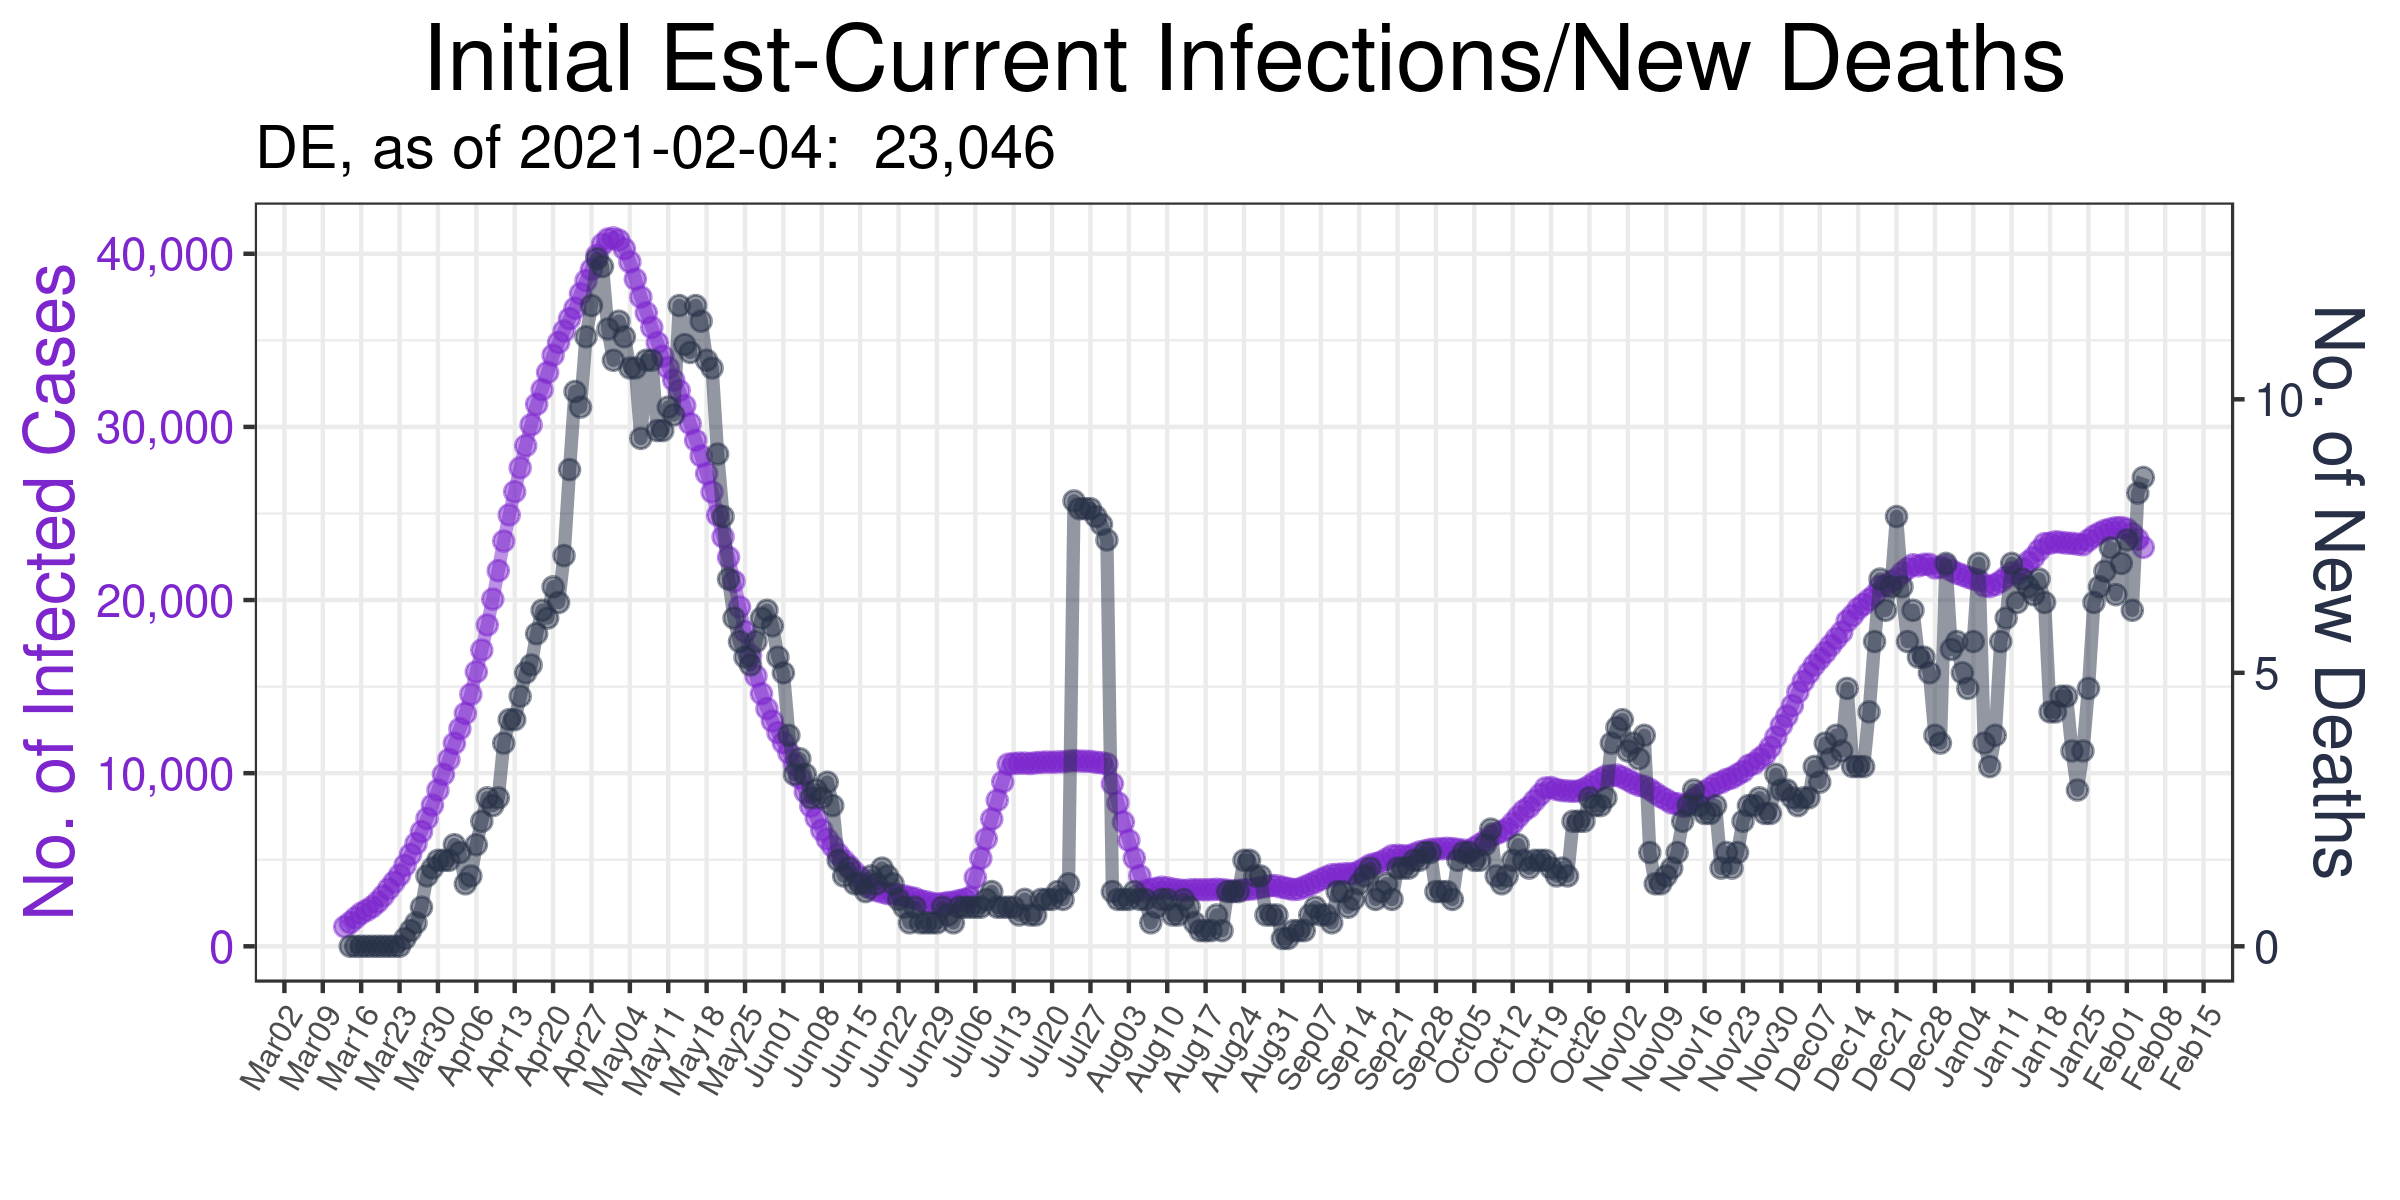 Initial Est-Current Infections/New Deaths
DE, as of 2021-02-04:  23,046
No. of Infected Cases
40,000
30,000
20,000
10,000
0
No. of New Deaths
10
5
0
Mar02
Mar09
Mar16
Mar23
Mar30
Apr06
Apr13
Apr20
Apr27
May04
May11
May18
May25
Jun01
Jun08
Jun15
Jun22
Jun29
Jul06
Jul13
Jul20
Jul27
Aug03
Aug10
Aug17
Aug24
Aug31
Sep07
Sep14
Sep21
Sep28
Oct05
Oct12
Oct19
Oct26
Nov02
Nov09
Nov16
Nov23
Nov30
Dec07
Dec14
Dec21
Dec28
Jan04
Jan11
Jan18
Jan25
Feb01
Feb08
Feb15